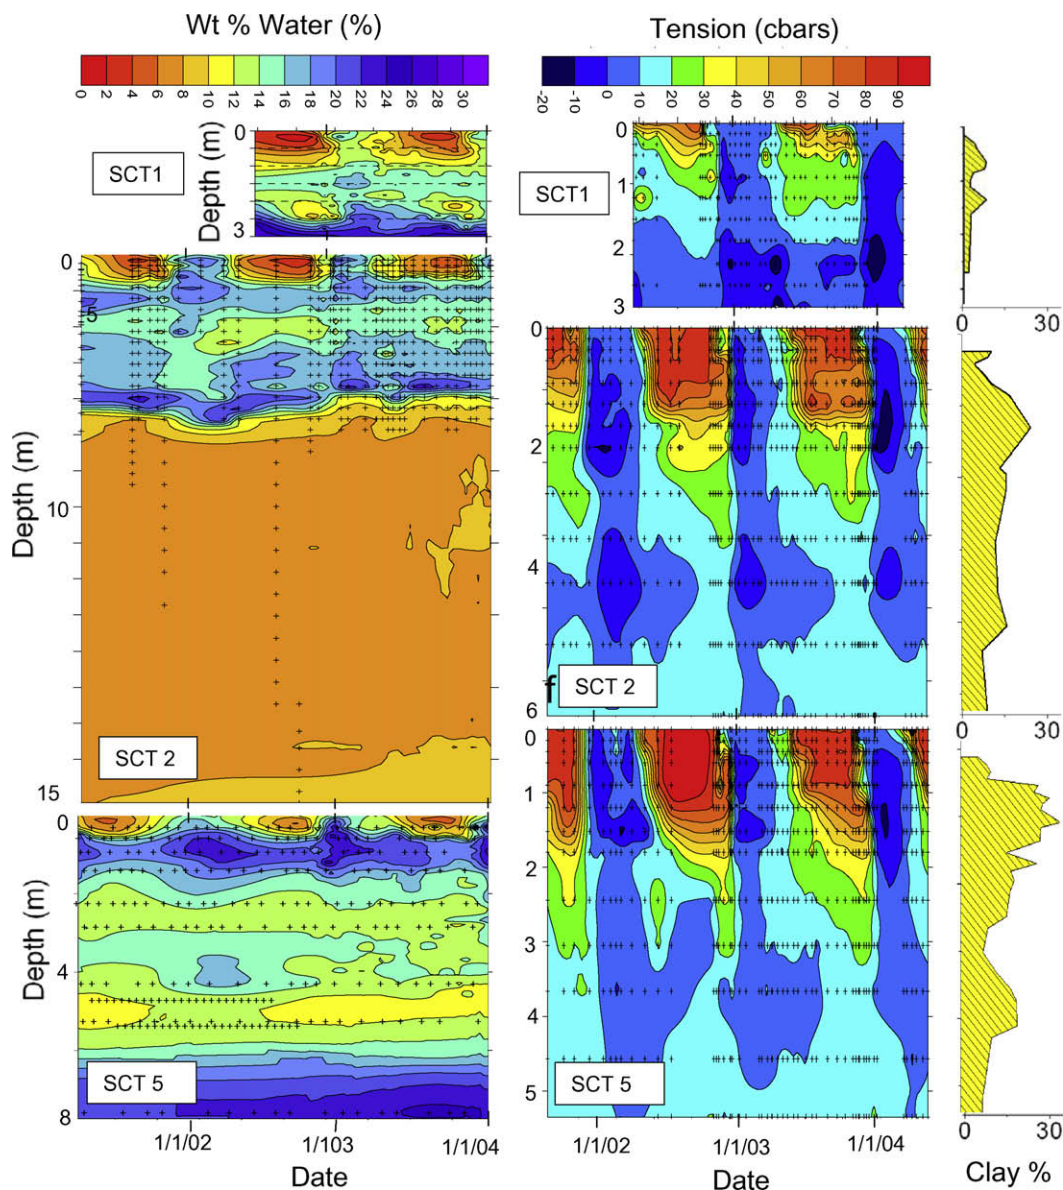 Wt % Water (%)
0 2 4 6 8 10 12 14 16 18 20 22 24 26 28 30
Tension (cbars)
-20 -10 0 10 20 30 40 50 60 70 80 90
SCT1
Depth (m)
0
3
SCT1
0
1
2
3
0 30
Depth (m)
0
5
10
15
SCT 2
0
1
2
4
6
f
SCT 2
0 30
Depth (m)
0
4
8
SCT 5
1/1/02 1/103 1/1/04
Date
0
1
2
3
4
5
SCT 5
1/1/02 1/1/03 1/1/04
Date
0 30
Clay %